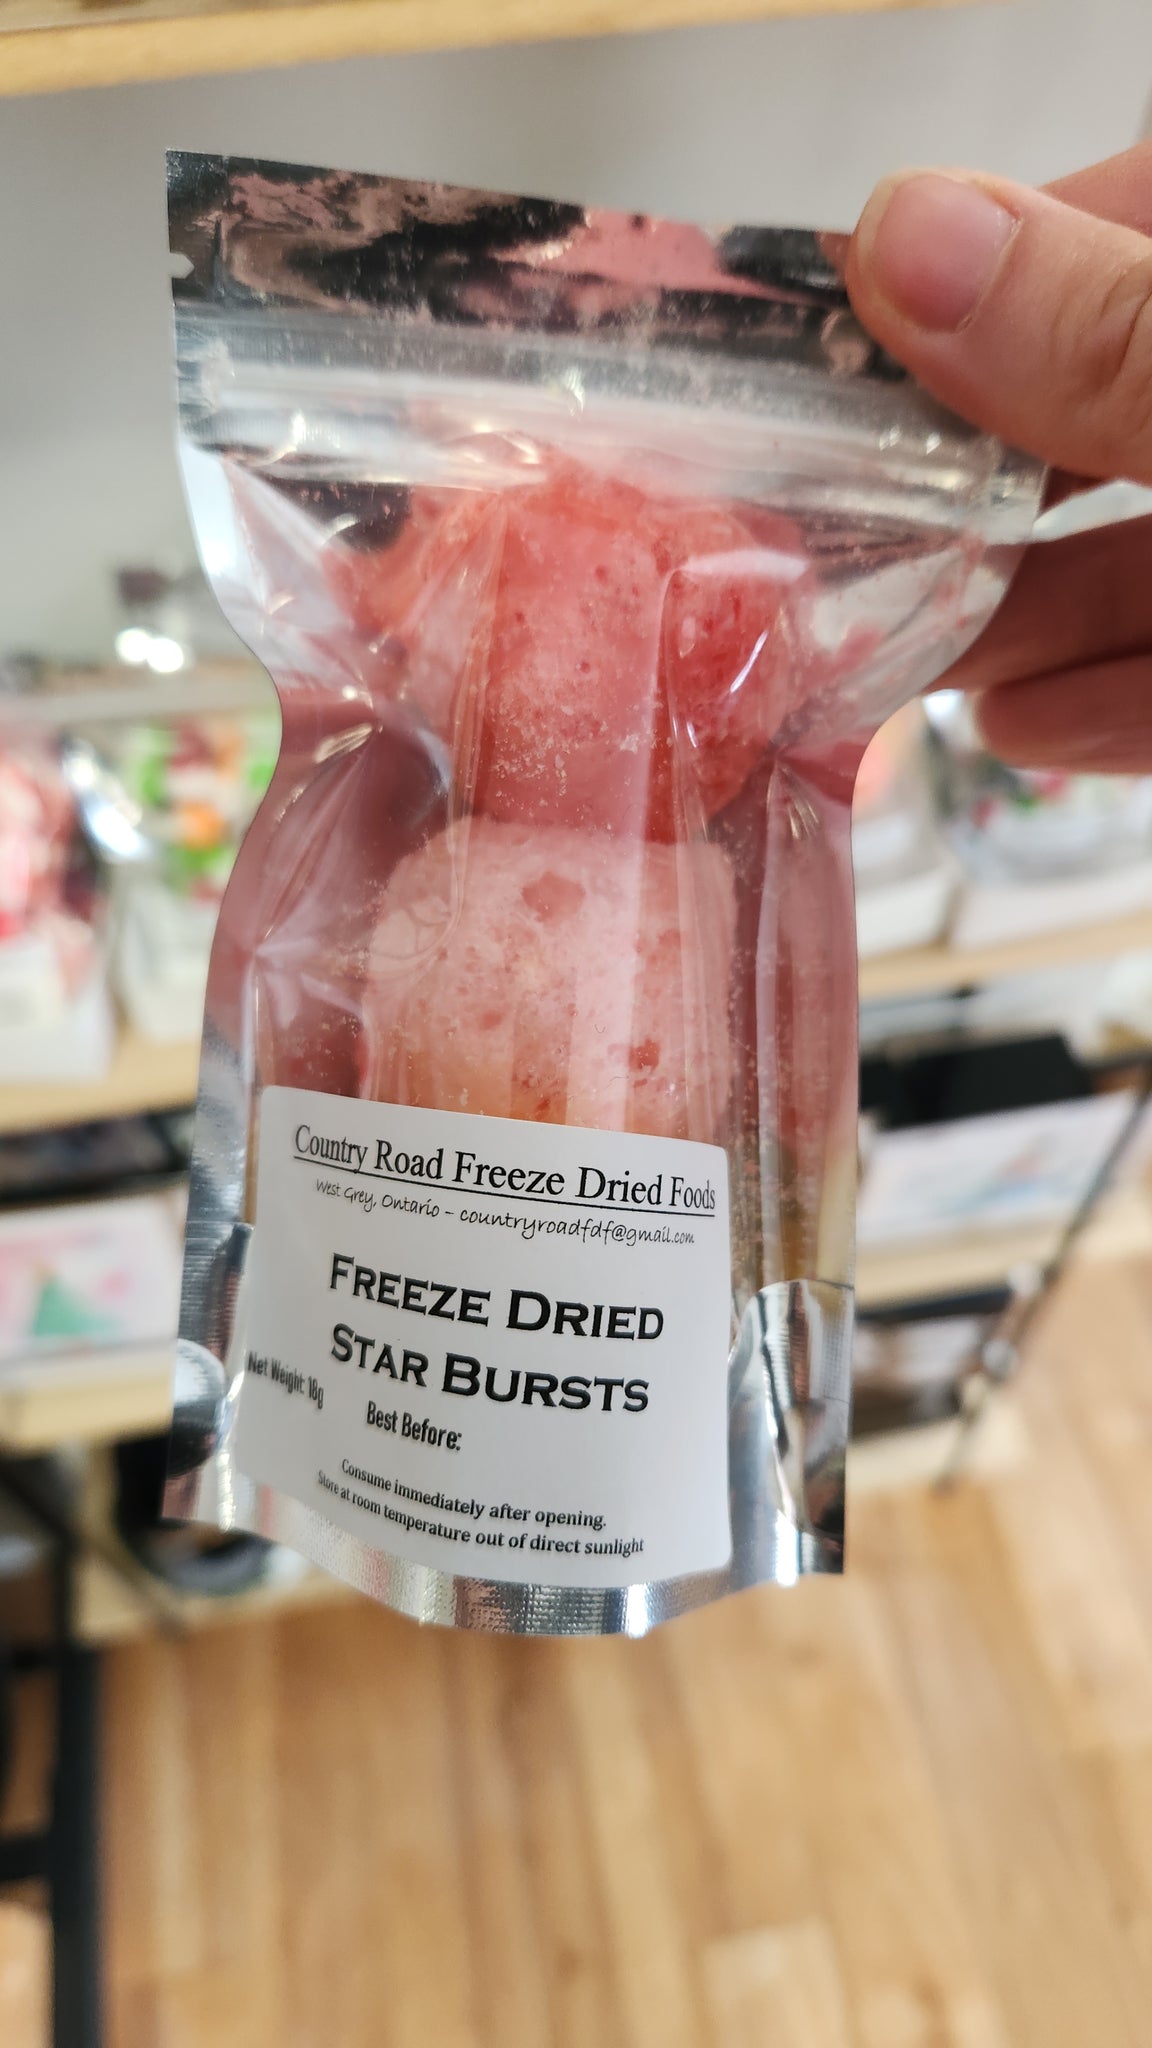 Country Road Freeze Dried Foods
West Grey, Ontario - countryroadfdf@gmail.com
FREEZE DRIED
STAR BURSTS
Net Weight: 18g
Best Before:
Consume immediately after opening.
Store at room temperature out of direct sunlight